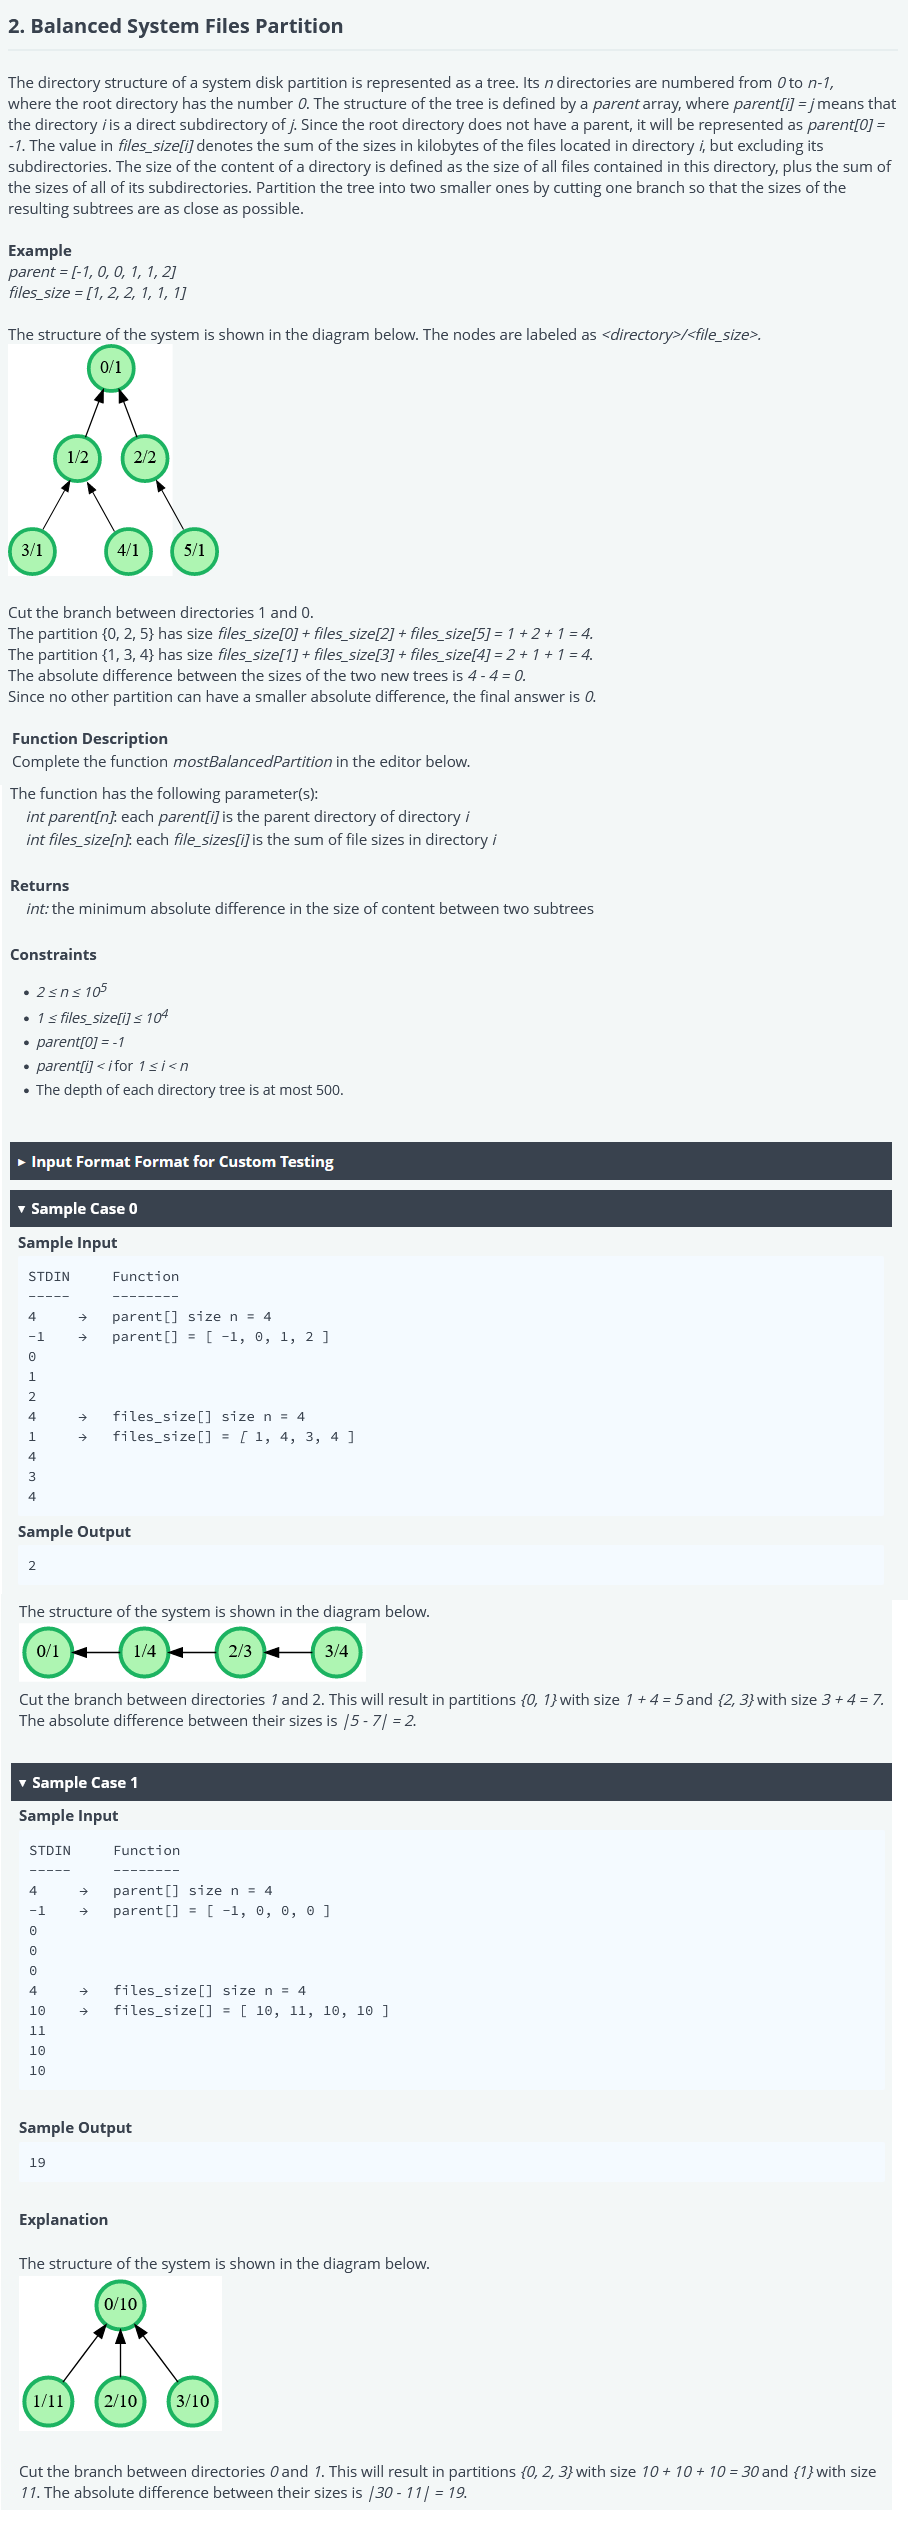 2. Balanced System Files Partition
The directory structure of a system disk partition is represented as a tree. Its n directories are numbered from 0 to n-1,
where the root directory has the number 0. The structure of the tree is defined by a parent array, where parent[i] = j means that
the directory i is a direct subdirectory of j. Since the root directory does not have a parent, it will be represented as parent[0] =
-1. The value in files_size[i] denotes the sum of the sizes in kilobytes of the files located in directory i, but excluding its
subdirectories. The size of the content of a directory is defined as the size of all files contained in this directory, plus the sum of
the sizes of all of its subdirectories. Partition the tree into two smaller ones by cutting one branch so that the sizes of the
resulting subtrees are as close as possible.
Example
parent = [-1, 0, 0, 1, 1, 2]
files_size = [1, 2, 2, 1, 1, 1]
The structure of the system is shown in the diagram below. The nodes are labeled as <directory>/<file_size>.
0/1
1/2 2/2
3/1 4/1 5/1
Cut the branch between directories 1 and 0.
The partition {0, 2, 5} has size files_size[0] + files_size[2] + files_size[5] = 1 + 2 + 1 = 4.
The partition {1, 3, 4} has size files_size[1] + files_size[3] + files_size[4] = 2 + 1 + 1 = 4.
The absolute difference between the sizes of the two new trees is 4 - 4 = 0.
Since no other partition can have a smaller absolute difference, the final answer is 0.
Function Description
Complete the function mostBalancedPartition in the editor below.
The function has the following parameter(s):
int parent[n]: each parent[i] is the parent directory of directory i
int files_size[n]: each file_sizes[i] is the sum of file sizes in directory i
Returns
int: the minimum absolute difference in the size of content between two subtrees
Constraints
• 2 ≤ n ≤ 10⁵
• 1 ≤ files_size[i] ≤ 10⁴
• parent[0] = -1
• parent[i] < i for 1 ≤ i < n
• The depth of each directory tree is at most 500.
▸ Input Format Format for Custom Testing
▾ Sample Case 0
Sample Input
STDIN Function
----- --------
4 → parent[] size n = 4
-1 → parent[] = [ -1, 0, 1, 2 ]
0
1
2
4 → files_size[] size n = 4
1 → files_size[] = [ 1, 4, 3, 4 ]
4
3
4
Sample Output
2
The structure of the system is shown in the diagram below.
0/1 1/4 2/3 3/4
Cut the branch between directories 1 and 2. This will result in partitions {0, 1} with size 1 + 4 = 5 and {2, 3} with size 3 + 4 = 7.
The absolute difference between their sizes is |5 - 7| = 2.
▾ Sample Case 1
Sample Input
STDIN Function
----- --------
4 → parent[] size n = 4
-1 → parent[] = [ -1, 0, 0, 0 ]
0
0
0
4 → files_size[] size n = 4
10 → files_size[] = [ 10, 11, 10, 10 ]
11
10
10
Sample Output
19
Explanation
The structure of the system is shown in the diagram below.
0/10
1/11 2/10 3/10
Cut the branch between directories 0 and 1. This will result in partitions {0, 2, 3} with size 10 + 10 + 10 = 30 and {1} with size
11. The absolute difference between their sizes is |30 - 11| = 19.